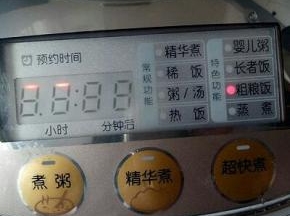 预约时间
小时 分钟后
常规功能
精华煮
稀饭
粥/汤
热饭
特色功能
婴儿粥
长者饭
粗粮饭
蒸煮
煮粥
精华煮
超快煮